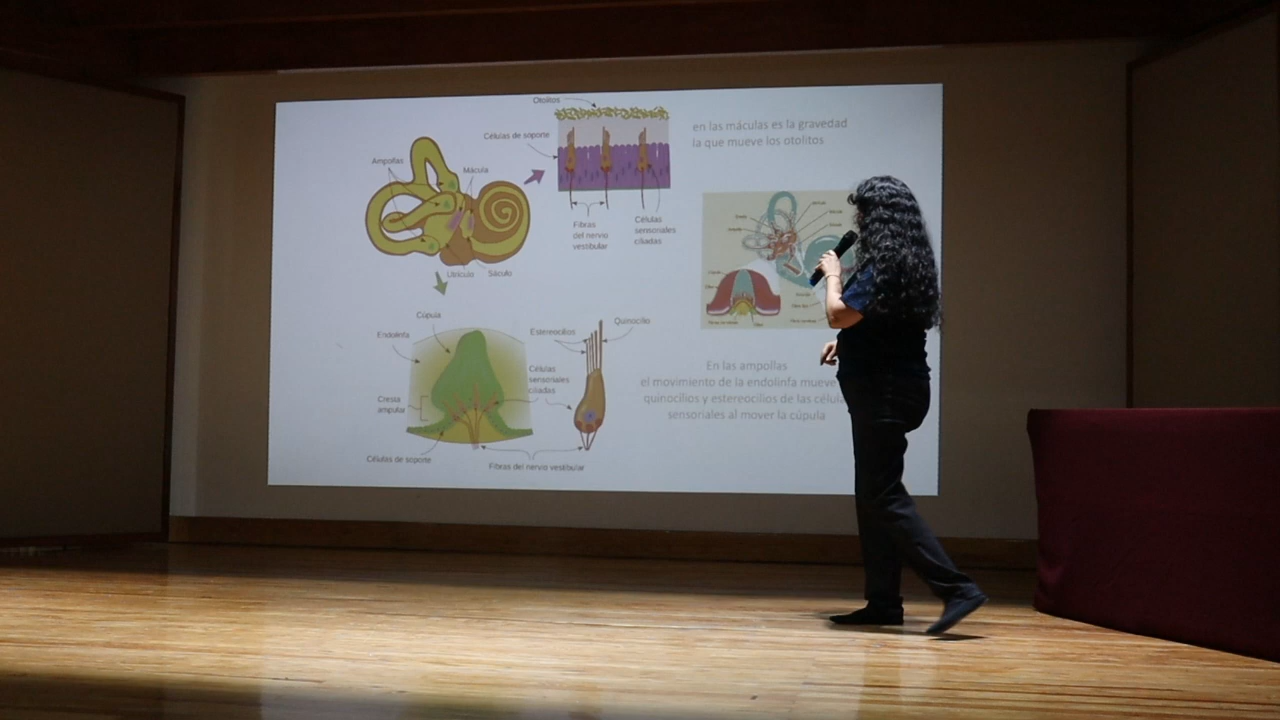 Otolitos
Células de soporte
Ampollas
Mácula
Utrículo
Sáculo
Fibras
del nervio
vestibular
Células
sensoriales
ciliadas
en las máculas es la gravedad
la que mueve los otolitos
Cúpula
Endolinfa
Cresta
ampular
Células de soporte
Estereocilios
Quinocilio
Células
sensoriales
ciliadas
Fibras del nervio vestibular
En las ampollas
el movimiento de la endolinfa mueve
quinocilios y estereocilios de las célu
sensoriales al mover la cúpula